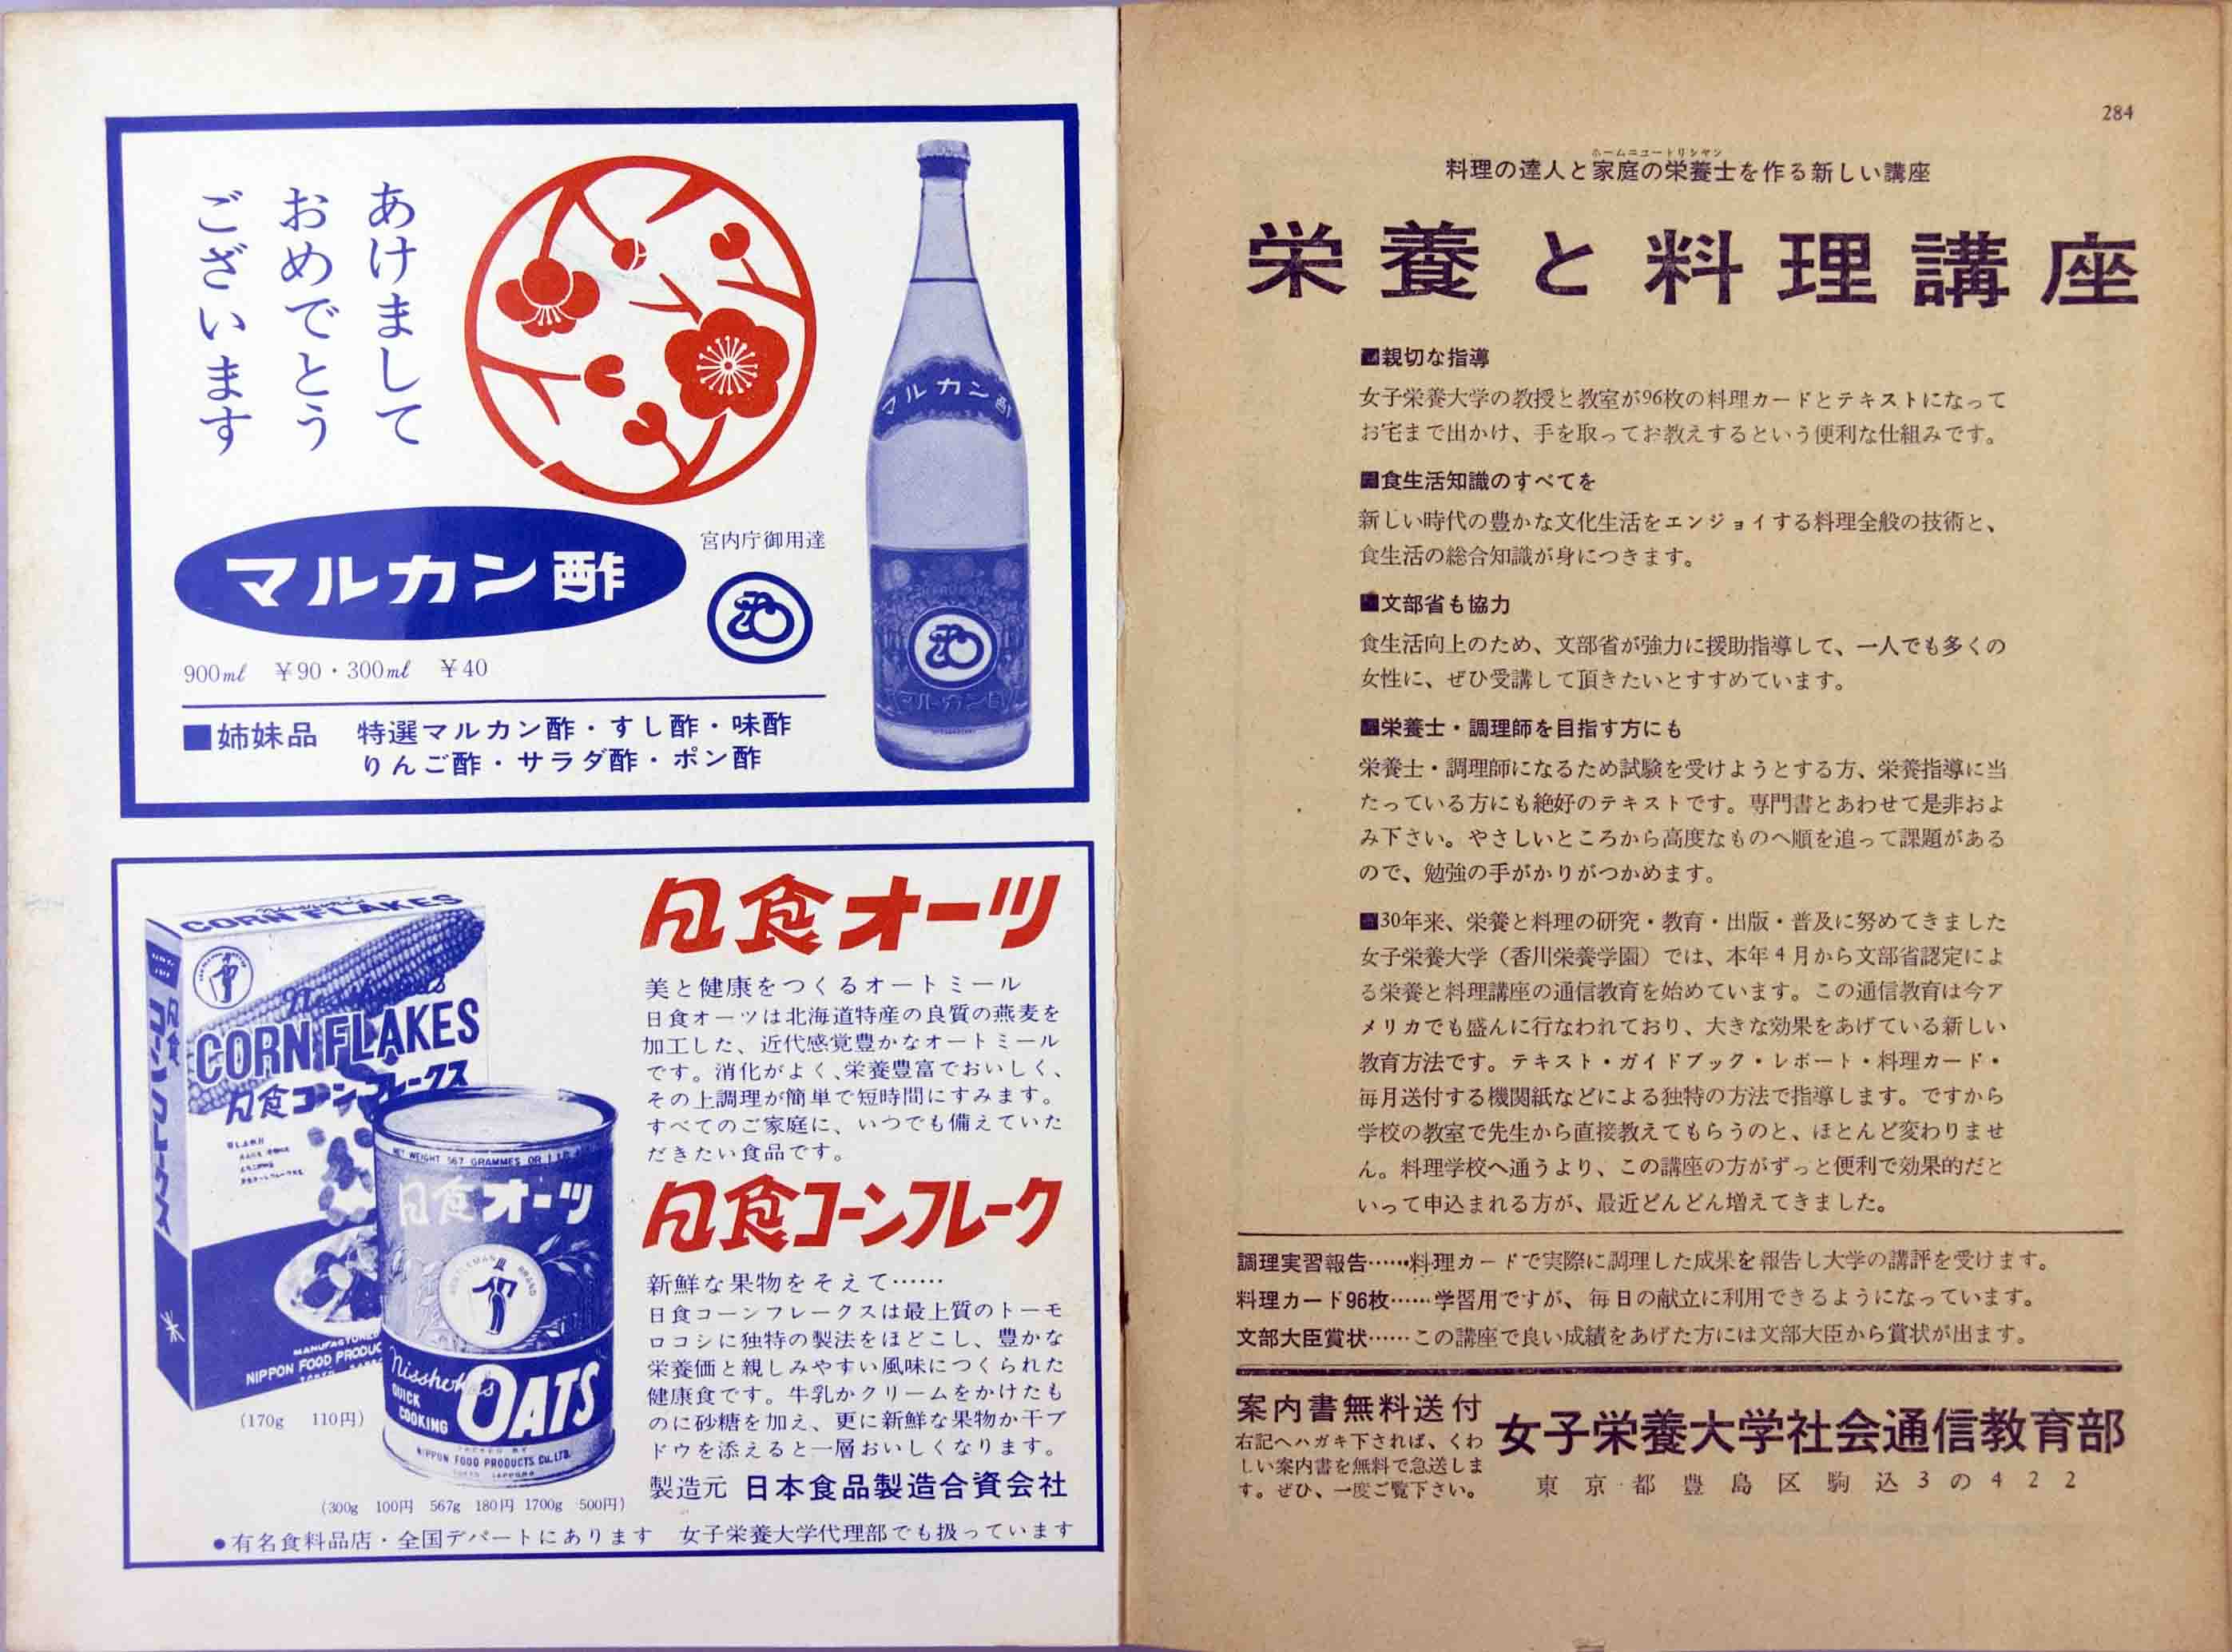 あけまして
おめでとう
ございます
マルカン酢
マルカン酢
宮内庁御用達
マルカン酢
900ml ¥90・300ml ¥40
■姉妹品 特選マルカン酢・すし酢・味酢
りんご酢・サラダ酢・ポン酢
日食オーツ
美と健康をつくるオートミール
日食オーツは北海道特産の良質の燕麦を
加工した、近代感覚豊かなオートミール
です。消化がよく、栄養豊富でおいしく、
その上調理が簡単で短時間にすみます。
すべてのご家庭に、いつでも備えていた
だきたい食品です。
日食コーンフレーク
新鮮な果物をそえて……
日食コーンフレークスは最上質のトーモ
ロコシに独特の製法をほどこし、豊かな
栄養価と親しみやすい風味につくられた
健康食です。牛乳かクリームをかけたも
のに砂糖を加え、更に新鮮な果物か干ブ
ドウを添えると一層おいしくなります。
製造元 日本食品製造合資会社
CORN FLAKES
CORN FLAKES
日食コーンフレークス
日食コーンフレークス
NIPPON FOOD PRODUC
(170g 110円)
NET WEIGHT 567 GRAMMES OR 1
日食オーツ
Nisshoku's
QUICK
COOKING
OATS
NIPPON FOOD PRODUCTS Co.,LTD.
(300g 100円 567g 180円 1700g 500円)
●有名食料品店・全国デパートにあります 女子栄養大学代理部でも扱っています
284
ホームニュートリシヤン
料理の達人と家庭の栄養士を作る新しい講座
栄養と料理講座
■親切な指導
女子栄養大学の教授と教室が96枚の料理カードとテキストになって
お宅まで出かけ、手を取ってお教えするという便利な仕組みです。
■食生活知識のすべてを
新しい時代の豊かな文化生活をエンジョイする料理全般の技術と、
食生活の総合知識が身につきます。
■文部省も協力
食生活向上のため、文部省が強力に援助指導して、一人でも多くの
女性に、ぜひ受講して頂きたいとすすめています。
■栄養士・調理師を目指す方にも
栄養士・調理師になるため試験を受けようとする方、栄養指導に当
たっている方にも絶好のテキストです。専門書とあわせて是非およ
み下さい。やさしいところから高度なものへ順を追って課題がある
ので、勉強の手がかりがつかめます。
■30年来、栄養と料理の研究・教育・出版・普及に努めてきました
女子栄養大学（香川栄養学園）では、本年4月から文部省認定によ
る栄養と料理講座の通信教育を始めています。この通信教育は今ア
メリカでも盛んに行なわれており、大きな効果をあげている新しい
教育方法です。テキスト・ガイドブック・レポート・料理カード・
毎月送付する機関紙などによる独特の方法で指導します。ですから
学校の教室で先生から直接教えてもらうのと、ほとんど変わりませ
ん。料理学校へ通うより、この講座の方がずっと便利で効果的だと
いって申込まれる方が、最近どんどん増えてきました。
調理実習報告……料理カードで実際に調理した成果を報告し大学の講評を受けます。
料理カード96枚……学習用ですが、毎日の献立に利用できるようになっています。
文部大臣賞状……この講座で良い成績をあげた方には文部大臣から賞状が出ます。
案内書無料送付
右記へハガキ下されば、くわ
しい案内書を無料で急送しま
す。ぜひ、一度ご覧下さい。
女子栄養大学社会通信教育部
東京都豊島区駒込3の422